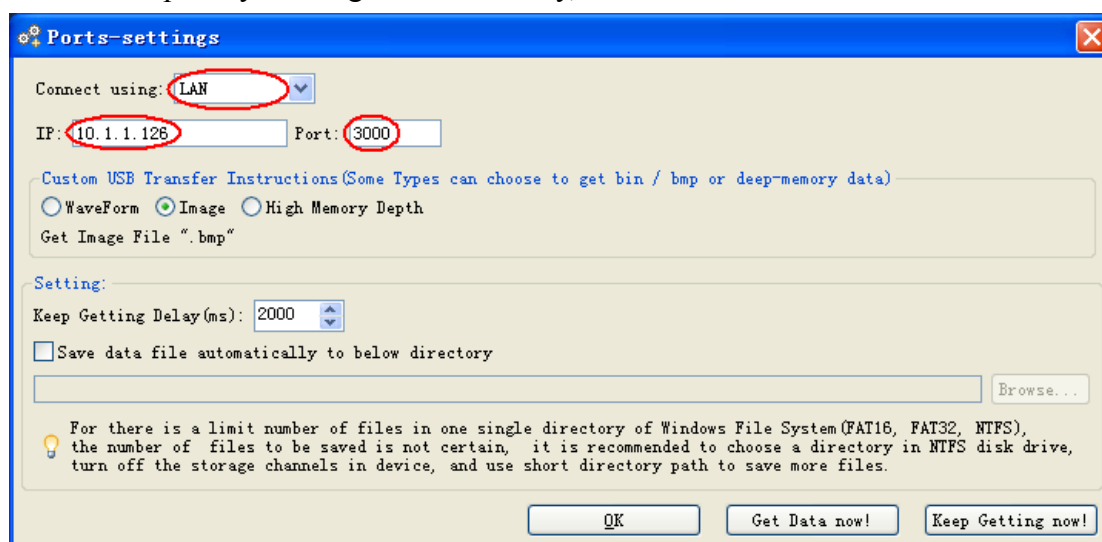 Ports-settings
Connect using: LAN
IP: 10.1.1.126 Port: 3000
Custom USB Transfer Instructions(Some Types can choose to get bin / bmp or deep-memory data)
WaveForm Image High Memory Depth
Get Image File ".bmp"
Setting:
Keep Getting Delay(ms): 2000
Save data file automatically to below directory
Browse...
For there is a limit number of files in one single directory of Windows File System(FAT16, FAT32, NTFS),
the number of files to be saved is not certain, it is recommended to choose a directory in NTFS disk drive,
turn off the storage channels in device, and use short directory path to save more files.
OK Get Data now! Keep Getting now!